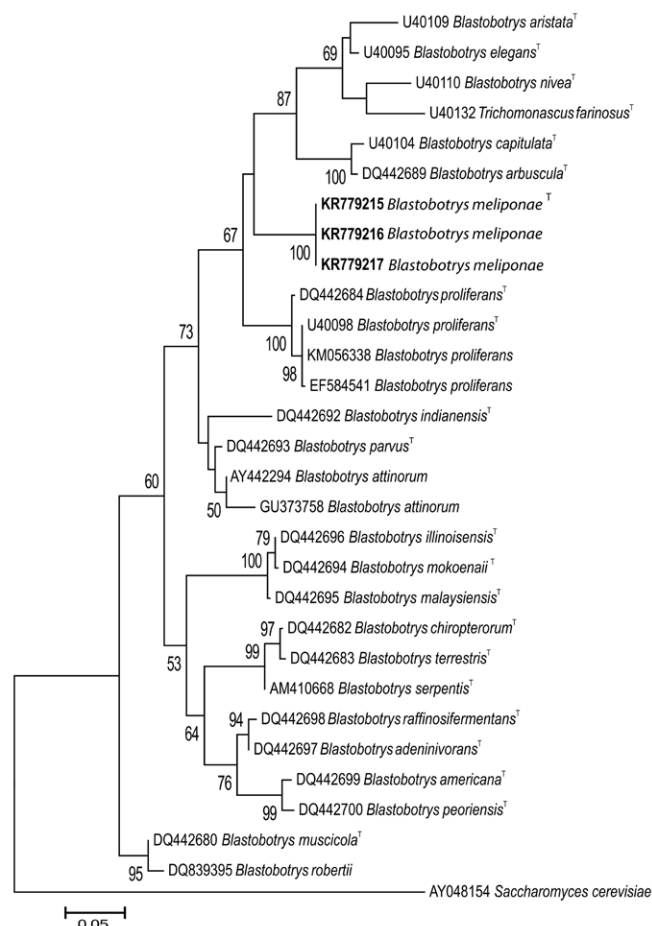 U40109 Blastobotrys aristata T
69
U40095 Blastobotrys elegans T
U40110 Blastobotrys nivea T
87
U40132 Trichomonascus farinosus T
U40104 Blastobotrys capitulata T
100
DQ442689 Blastobotrys arbuscula T
KR779215 Blastobotrys meliponae T
67
KR779216 Blastobotrys meliponae
100
KR779217 Blastobotrys meliponae
DQ442684 Blastobotrys proliferans T
73
U40098 Blastobotrys proliferans T
100
KM056338 Blastobotrys proliferans
98
EF584541 Blastobotrys proliferans
DQ442692 Blastobotrys indianensis T
DQ442693 Blastobotrys parvus T
60
AY442294 Blastobotrys attinorum
50
GU373758 Blastobotrys attinorum
79
DQ442696 Blastobotrys illinoisensis T
100
DQ442694 Blastobotrys mokoenaii T
DQ442695 Blastobotrys malaysiensis T
97
DQ442682 Blastobotrys chiropterorum T
53
99
DQ442683 Blastobotrys terrestris T
AM410668 Blastobotrys serpentis T
94
DQ442698 Blastobotrys raffinosifermentans T
64
DQ442697 Blastobotrys adeninivorans T
76
DQ442699 Blastobotrys americana T
99
DQ442700 Blastobotrys peoriensis T
DQ442680 Blastobotrys muscicola T
95
DQ839395 Blastobotrys robertii
AY048154 Saccharomyces cerevisiae
0.05